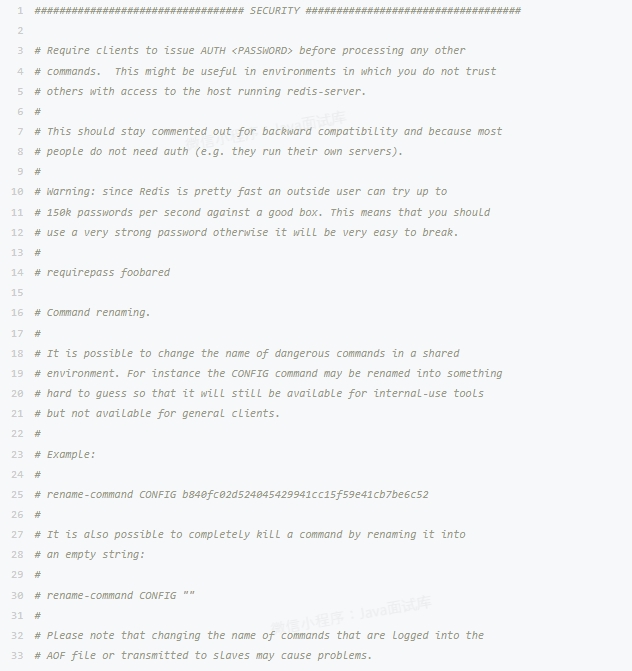 1 ################################## SECURITY ###################################
2
3 # Require clients to issue AUTH <PASSWORD> before processing any other
4 # commands.  This might be useful in environments in which you do not trust
5 # others with access to the host running redis-server.
6 #
7 # This should stay commented out for backward compatibility and because most
8 # people do not need auth (e.g. they run their own servers).
9 #
10 # Warning: since Redis is pretty fast an outside user can try up to
11 # 150k passwords per second against a good box. This means that you should
12 # use a very strong password otherwise it will be very easy to break.
13 #
14 # requirepass foobared
15
16 # Command renaming.
17 #
18 # It is possible to change the name of dangerous commands in a shared
19 # environment. For instance the CONFIG command may be renamed into something
20 # hard to guess so that it will still be available for internal-use tools
21 # but not available for general clients.
22 #
23 # Example:
24 #
25 # rename-command CONFIG b840fc02d524045429941cc15f59e41cb7be6c52
26 #
27 # It is also possible to completely kill a command by renaming it into
28 # an empty string:
29 #
30 # rename-command CONFIG ""
微信小程序：Java面试库
31 #
32 # Please note that changing the name of commands that are logged into the
33 # AOF file or transmitted to slaves may cause problems.